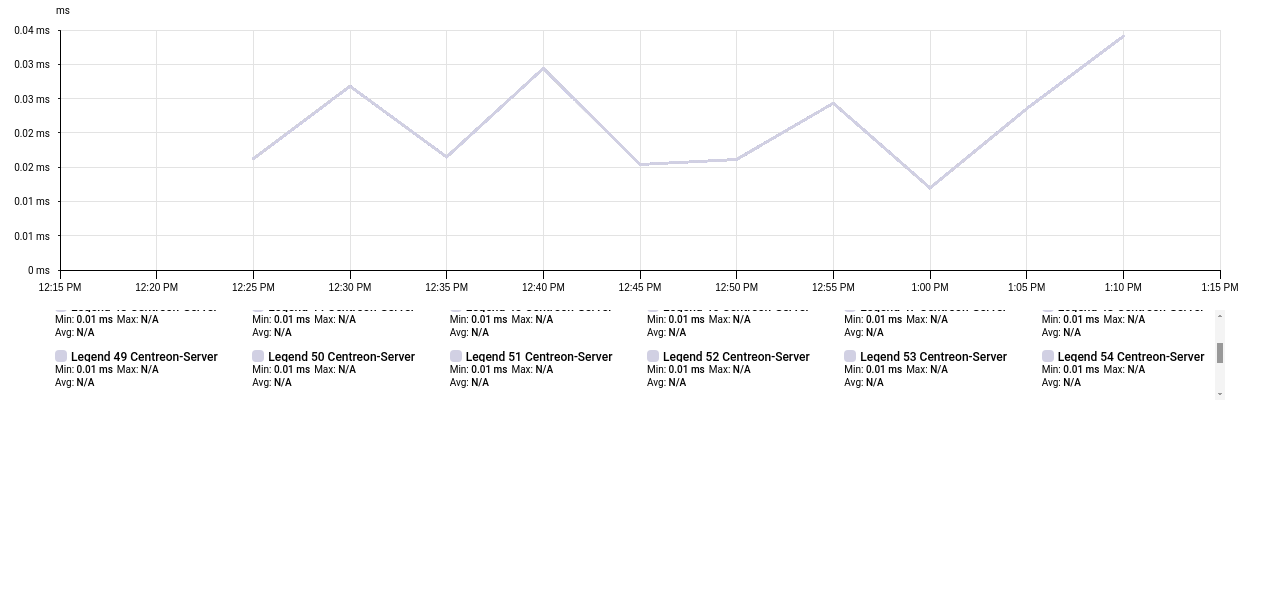 ms
0.04 ms
0.03 ms
0.03 ms
0.02 ms
0.02 ms
0.01 ms
0.01 ms
0 ms
12:15 PM 12:20 PM 12:25 PM 12:30 PM 12:35 PM 12:40 PM 12:45 PM 12:50 PM 12:55 PM 1:00 PM 1:05 PM 1:10 PM 1:15 PM
Min: 0.01 ms Max: N/A Min: 0.01 ms Max: N/A Min: 0.01 ms Max: N/A Min: 0.01 ms Max: N/A Min: 0.01 ms Max: N/A Min: 0.01 ms Max: N/A
Avg: N/A Avg: N/A Avg: N/A Avg: N/A Avg: N/A Avg: N/A
Legend 49 Centreon-Server Legend 50 Centreon-Server Legend 51 Centreon-Server Legend 52 Centreon-Server Legend 53 Centreon-Server Legend 54 Centreon-Server
Min: 0.01 ms Max: N/A Min: 0.01 ms Max: N/A Min: 0.01 ms Max: N/A Min: 0.01 ms Max: N/A Min: 0.01 ms Max: N/A Min: 0.01 ms Max: N/A
Avg: N/A Avg: N/A Avg: N/A Avg: N/A Avg: N/A Avg: N/A